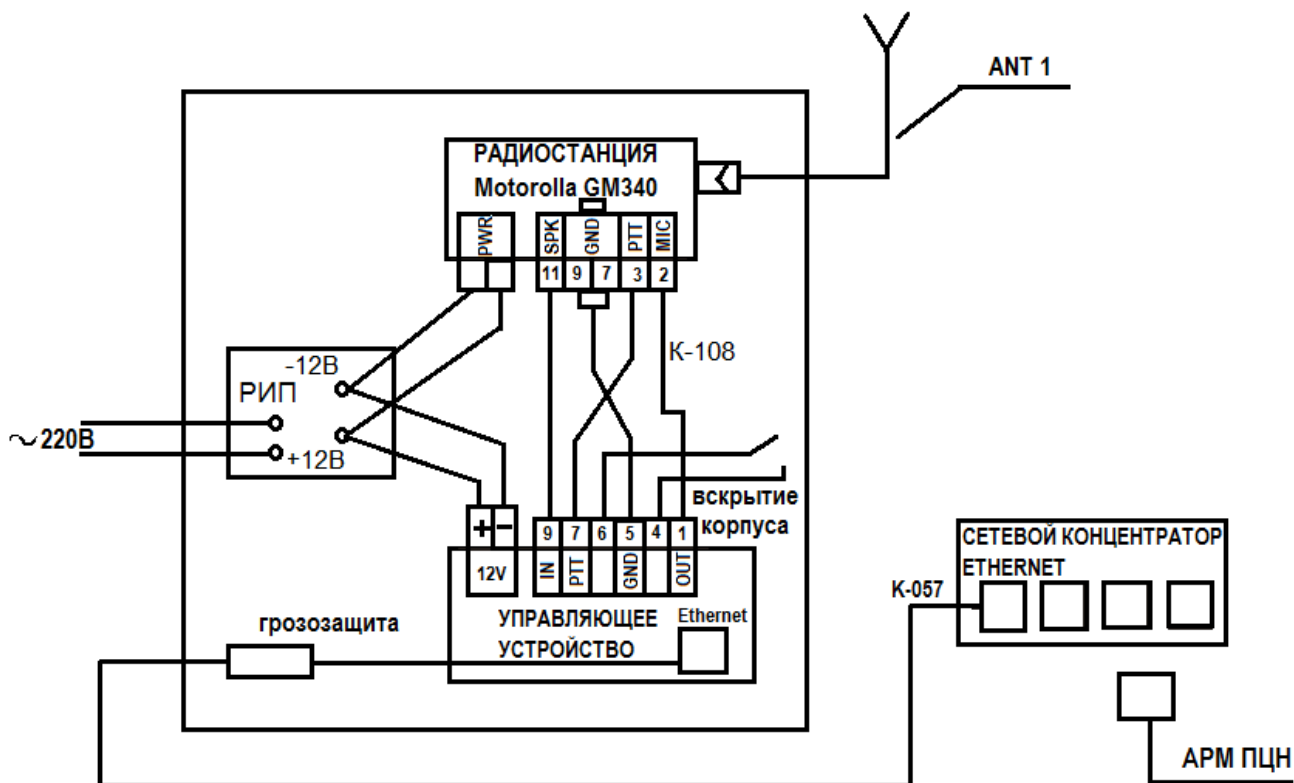 ANT 1
РАДИОСТАНЦИЯ
Motorolla GM340
PWR
SPK
GND
PTT
MIC
11 9 7 3 2
К-108
-12В
РИП
~ 220В
+12В
вскрытие
корпуса
+ −
9 7 6 5 4 1
12V
IN
PTT
GND
OUT
УПРАВЛЯЮЩЕЕ
УСТРОЙСТВО
Ethernet
грозозащита
СЕТЕВОЙ КОНЦЕНТРАТОР
ETHERNET
К-057
АРМ ПЦН